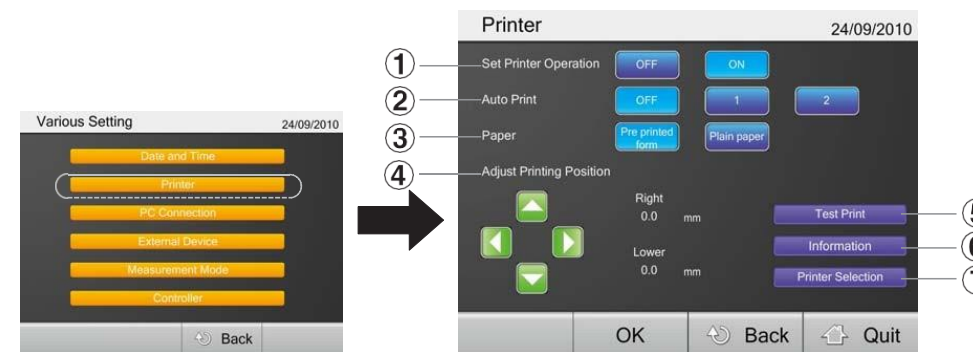 Various Setting 24/09/2010
Date and Time
Printer
PC Connection
External Device
Measurement Mode
Controller
Back
Printer 24/09/2010
① Set Printer Operation OFF ON
② Auto Print OFF 1 2
③ Paper Pre printed form Plain paper
④ Adjust Printing Position
Right
0.0 mm
Lower
0.0 mm
Test Print
Information
Printer Selection
OK Back Quit